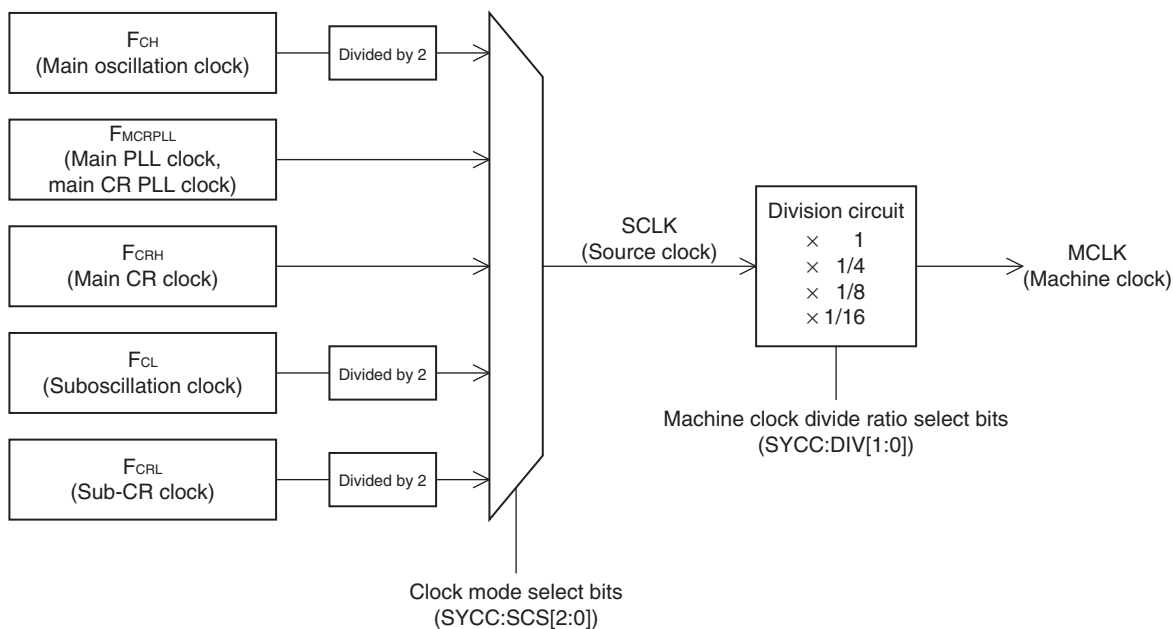 FCH
(Main oscillation clock)
Divided by 2
FMCRPLL
(Main PLL clock,
main CR PLL clock)
FCRH
(Main CR clock)
FCL
(Suboscillation clock)
Divided by 2
FCRL
(Sub-CR clock)
Divided by 2
Clock mode select bits
(SYCC:SCS[2:0])
SCLK
(Source clock)
Division circuit
× 1
× 1/4
× 1/8
× 1/16
Machine clock divide ratio select bits
(SYCC:DIV[1:0])
MCLK
(Machine clock)